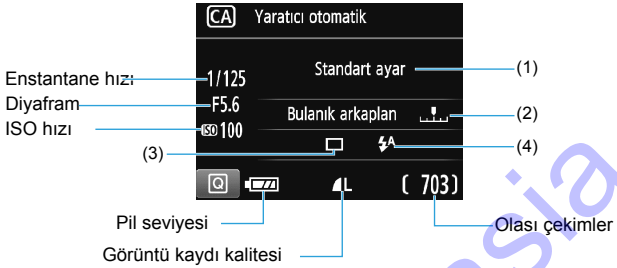 CA Yaratıcı otomatik
Standart ayar
(1)
Enstantane hızı
1/125
Diyafram
F5.6
Bulanık arkaplan
(2)
ISO hızı
ISO 100
(3)
A
(4)
Q
L
[ 703]
Pil seviyesi
Olası çekimler
Görüntü kaydı kalitesi